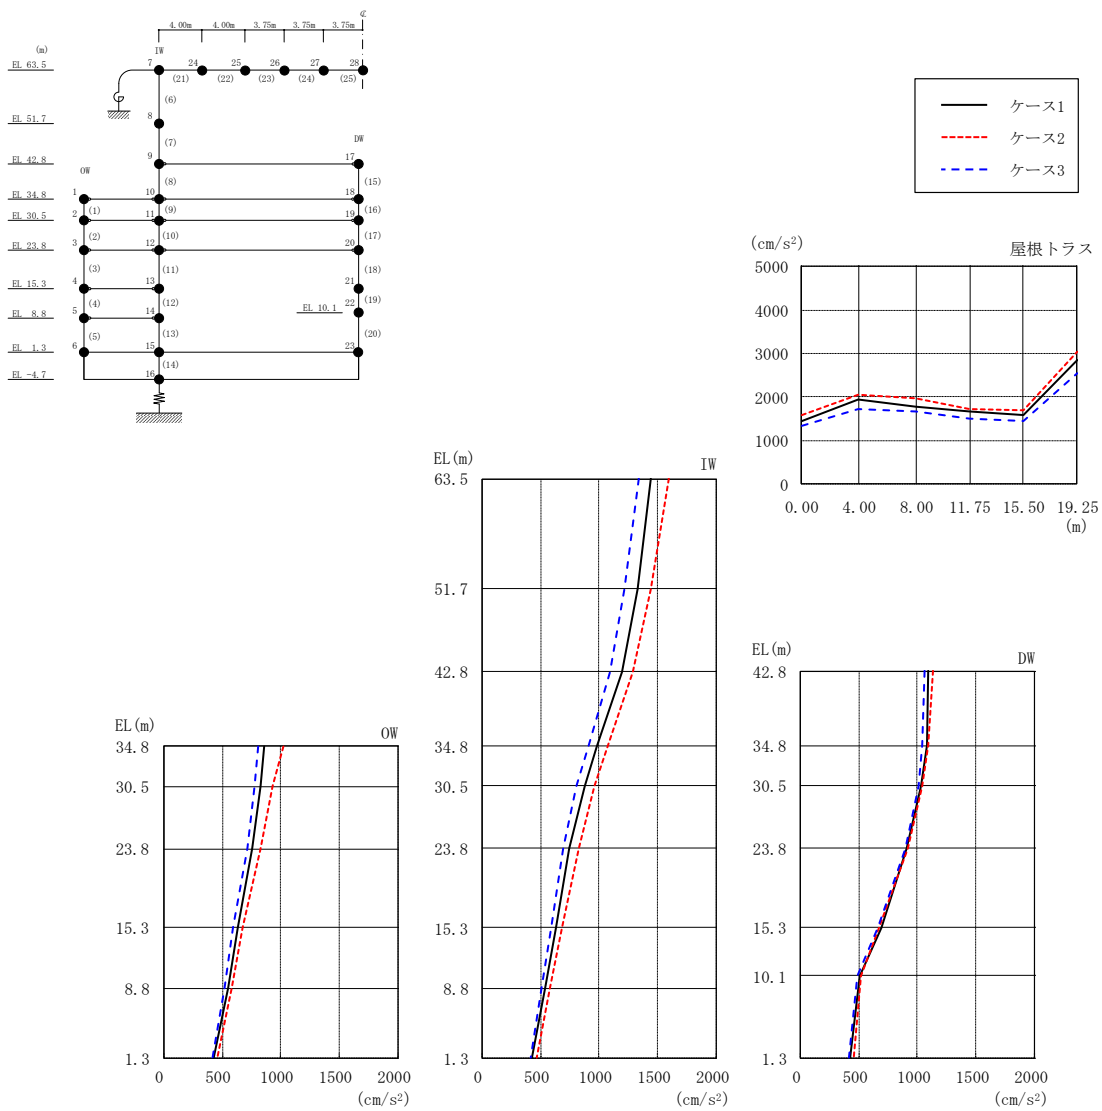 ℄
4.00m 4.00m 3.75m 3.75m 3.75m
(m)
IW
EL 63.5 7 24 25 26 27 28
(21) (22) (23) (24) (25)
(6)
EL 51.7 8
(7)
DW
EL 42.8 9 17
OW
(8) (15)
EL 34.8 1 10 18
(1) (9) (16)
EL 30.5 2 11 19
(2) (10) (17)
EL 23.8 3 12 20
(3) (11) (18)
EL 15.3 4 13 21
(4) (12) (19)
EL 10.1 22
EL 8.8 5 14
(5) (13) (20)
EL 1.3 6 15 23
(14)
EL -4.7 16
ケース1
ケース2
ケース3
(cm/s²) 屋根トラス
5000
4000
3000
2000
1000
0
0.00 4.00 8.00 11.75 15.50 19.25
(m)
EL(m) IW
63.5
51.7
42.8
34.8
30.5
23.8
15.3
8.8
1.3
0 500 1000 1500 2000
(cm/s²)
EL(m) OW
34.8
30.5
23.8
15.3
8.8
1.3
0 500 1000 1500 2000
(cm/s²)
EL(m) DW
42.8
34.8
30.5
23.8
15.3
10.1
1.3
0 500 1000 1500 2000
(cm/s²)